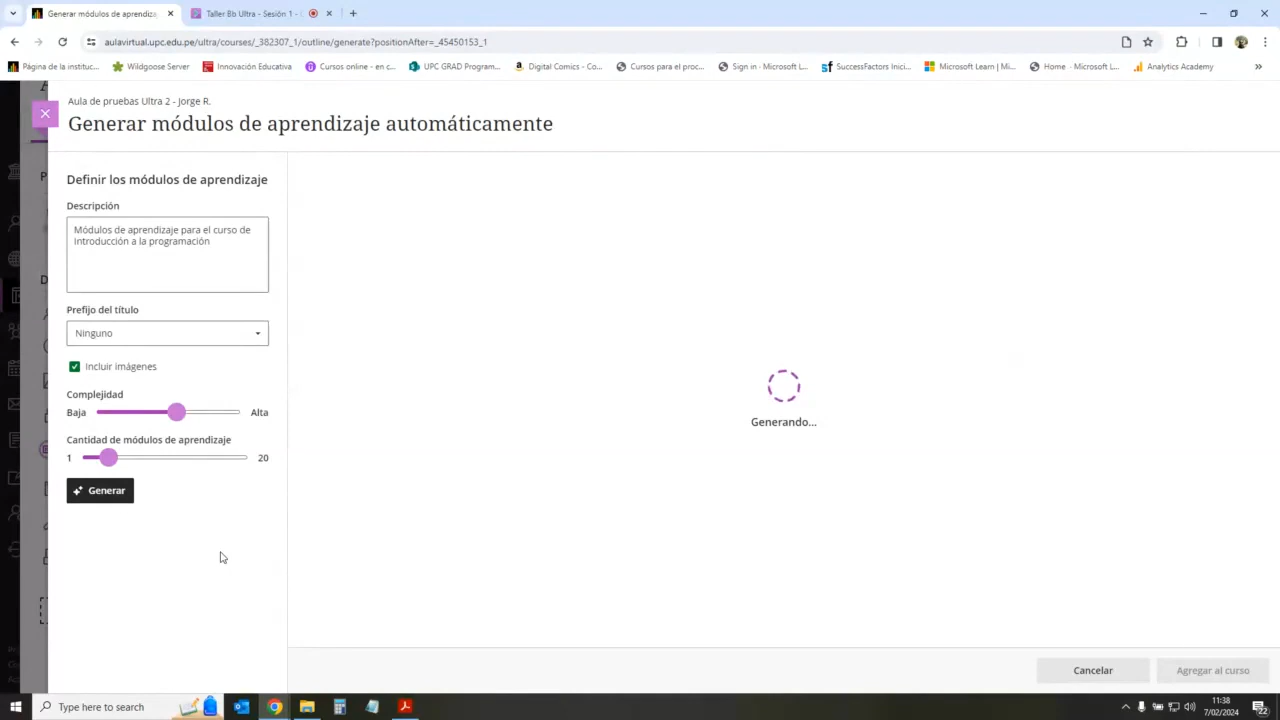 Generar módulos de aprendiza
Taller Bb Ultra - Sesión 1 -
aulavirtual.upc.edu.pe/ultra/courses/_382307_1/outline/generate?positionAfter=_45450153_1
Página de la instituc...
Wildgoose Server
Innovación Educativa
Cursos online - en c...
UPC GRAD Program...
Digital Comics - Co...
Cursos para el proc...
Sign in · Microsoft L...
SuccessFactors Inici...
Microsoft Learn | Mi...
Home · Microsoft L...
Analytics Academy
Aula de pruebas Ultra 2 - Jorge R.
Generar módulos de aprendizaje automáticamente
Definir los módulos de aprendizaje
Descripción
Módulos de aprendizaje para el curso de
Introducción a la programación
Prefijo del título
Ninguno
Incluir imágenes
Complejidad
Baja
Alta
Cantidad de módulos de aprendizaje
1
20
Generar
Generando...
Cancelar
Agregar al curso
Type here to search
11:38
7/02/2024
22